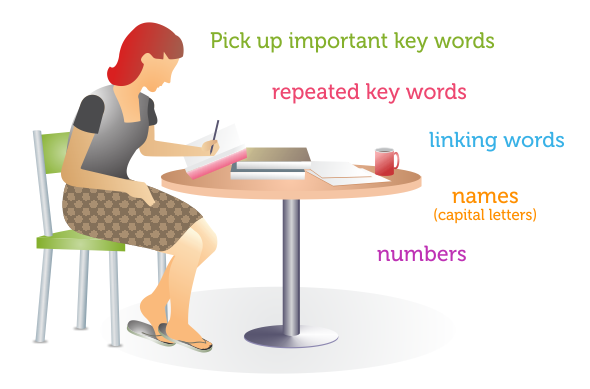 Pick up important key words
repeated key words
linking words
names
(capital letters)
numbers